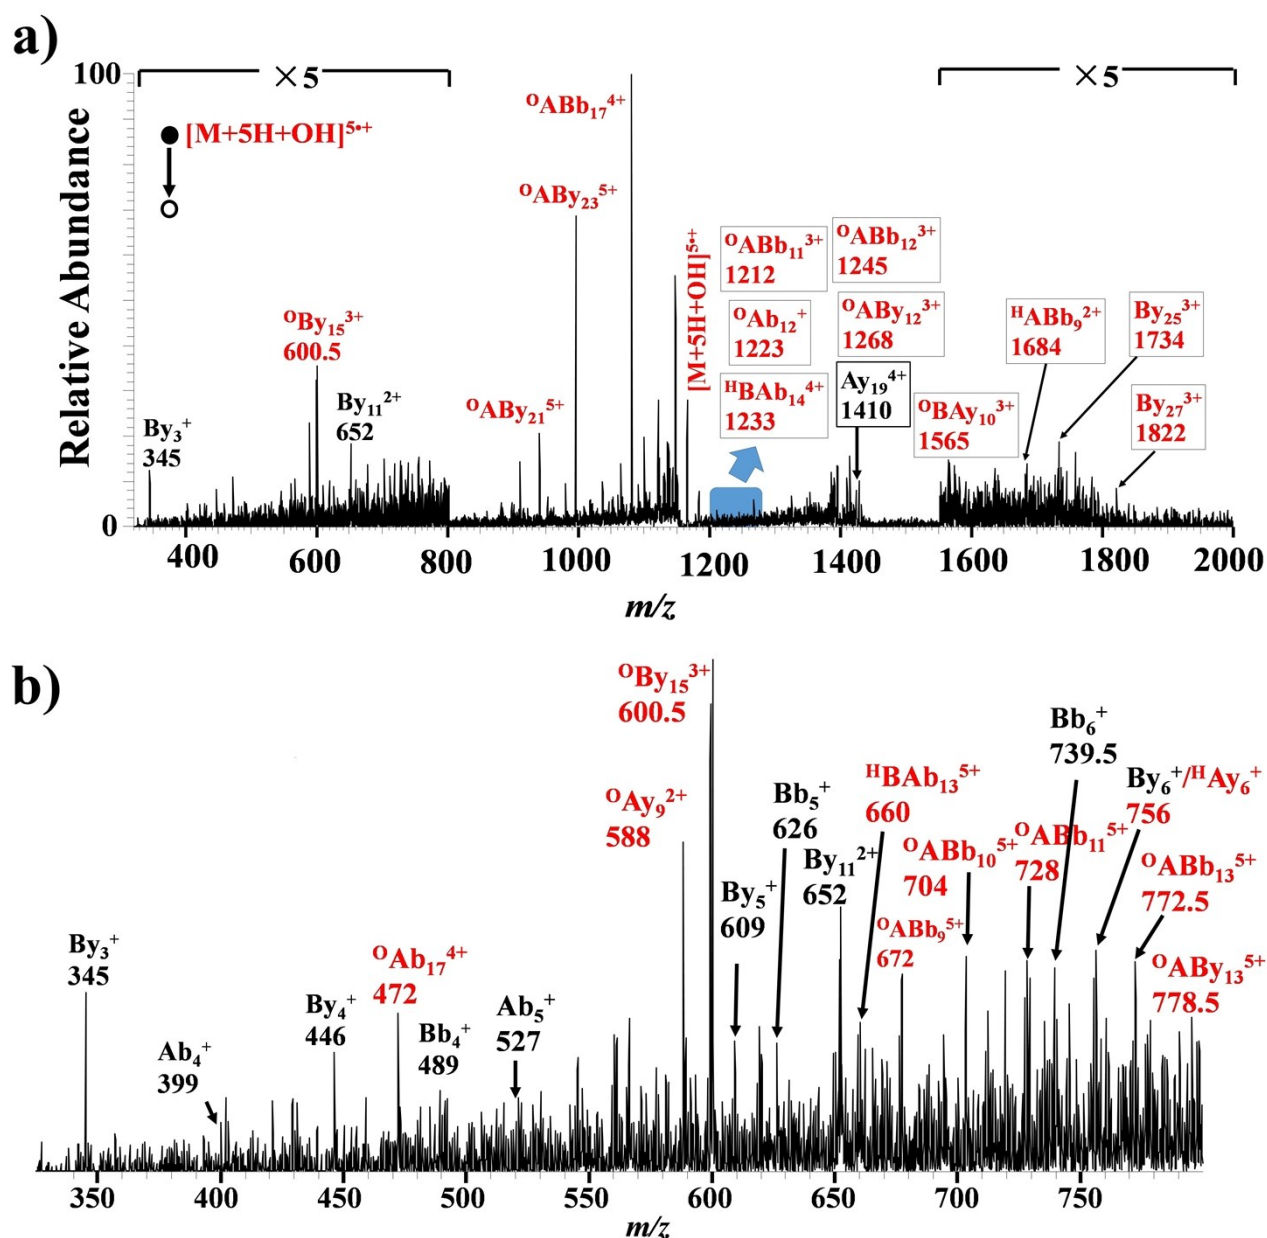 a)
×5
×5
100
ᴼABb₁₇⁴⁺
[M+5H+OH]⁵•⁺
ᴼABy₂₃⁵⁺
ᴼABb₁₁³⁺
1212
ᴼABb₁₂³⁺
1245
ᴼAb₁₂⁺
1223
ᴼABy₁₂³⁺
1268
ᴴABb₉²⁺
1684
By₂₅³⁺
1734
[M+5H+OH]⁵•⁺
ᴼBy₁₅³⁺
600.5
ᴴBAb₁₄⁴⁺
1233
Ay₁₉⁴⁺
1410
By₁₁²⁺
652
ᴼABy₂₁⁵⁺
ᴼBAy₁₀³⁺
1565
By₂₇³⁺
1822
By₃⁺
345
Relative Abundance
0
400 600 800 1000 1200 1400 1600 1800 2000
m/z
b)
ᴼBy₁₅³⁺
600.5
Bb₆⁺
739.5
ᴼAy₉²⁺
588
Bb₅⁺
626
ᴴBAb₁₃⁵⁺
660
By₆⁺/ᴴAy₆⁺
756
By₁₁²⁺
652
ᴼABb₁₀⁵⁺
704
ᴼABb₁₁⁵⁺
728
ᴼABb₁₃⁵⁺
772.5
By₅⁺
609
ᴼABb₉⁵⁺
672
ᴼABy₁₃⁵⁺
778.5
By₃⁺
345
ᴼAb₁₇⁴⁺
472
By₄⁺
446
Ab₅⁺
527
Bb₄⁺
489
Ab₄⁺
399
350 400 450 500 550 600 650 700 750
m/z